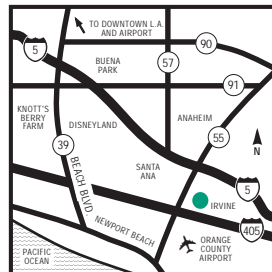 TO DOWNTOWN L.A.
AND AIRPORT
5
90
BUENA
PARK
57
91
KNOTT'S
BERRY
FARM
DISNEYLAND
ANAHEIM
39
55
N
BEACH BLVD.
SANTA
ANA
5
IRVINE
405
NEWPORT BEACH
ORANGE
COUNTY
AIRPORT
PACIFIC
OCEAN